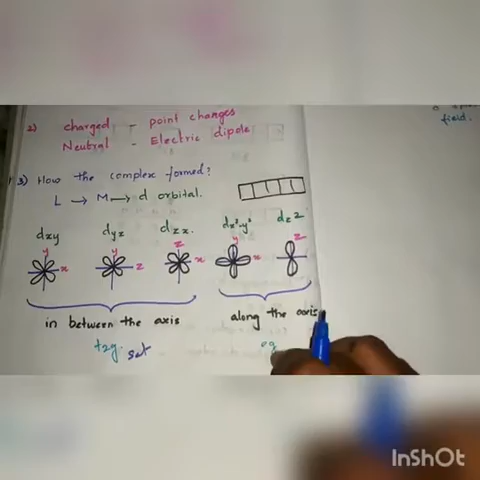 2) charged - point changes
Neutral - Electric dipole
field.
3) How the complex formed?
L → M → d orbital.
dxy dyz dzx. dx²-y² dz2
y y z y z
x z x x
in between the axis along the axis
t2g. set eg
InShOt